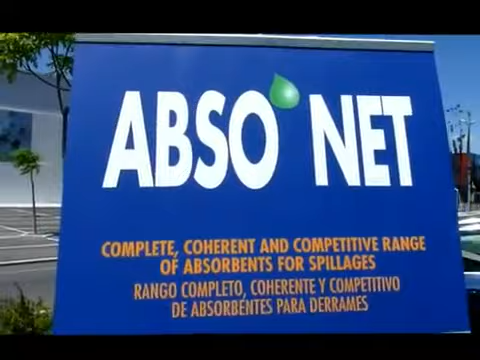 ABSO NET
COMPLETE, COHERENT AND COMPETITIVE RANGE
OF ABSORBENTS FOR SPILLAGES
RANGO COMPLETO, COHERENTE Y COMPETITIVO
DE ABSORBENTES PARA DERRAMES